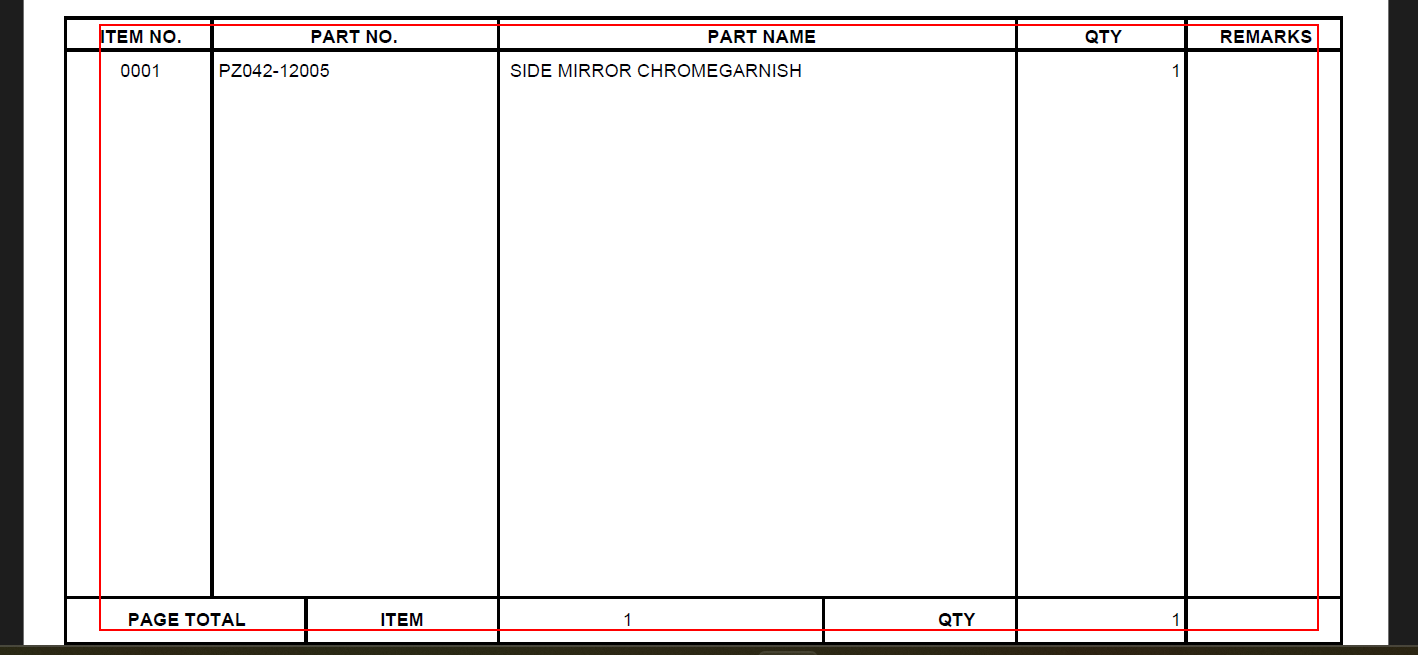 ITEM NO. PART NO. PART NAME QTY REMARKS
0001 PZ042-12005 SIDE MIRROR CHROMEGARNISH 1
PAGE TOTAL ITEM 1 QTY 1